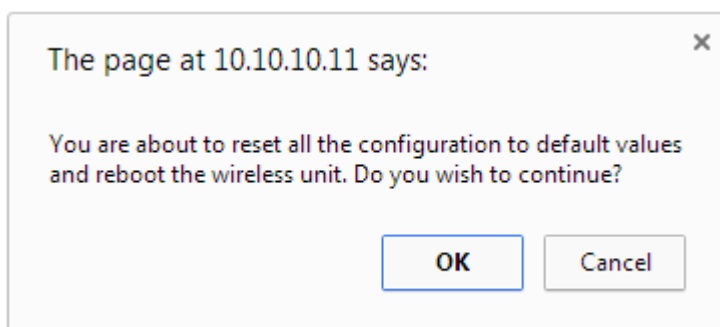 The page at 10.10.10.11 says:
You are about to reset all the configuration to default values
and reboot the wireless unit. Do you wish to continue?
OK
Cancel